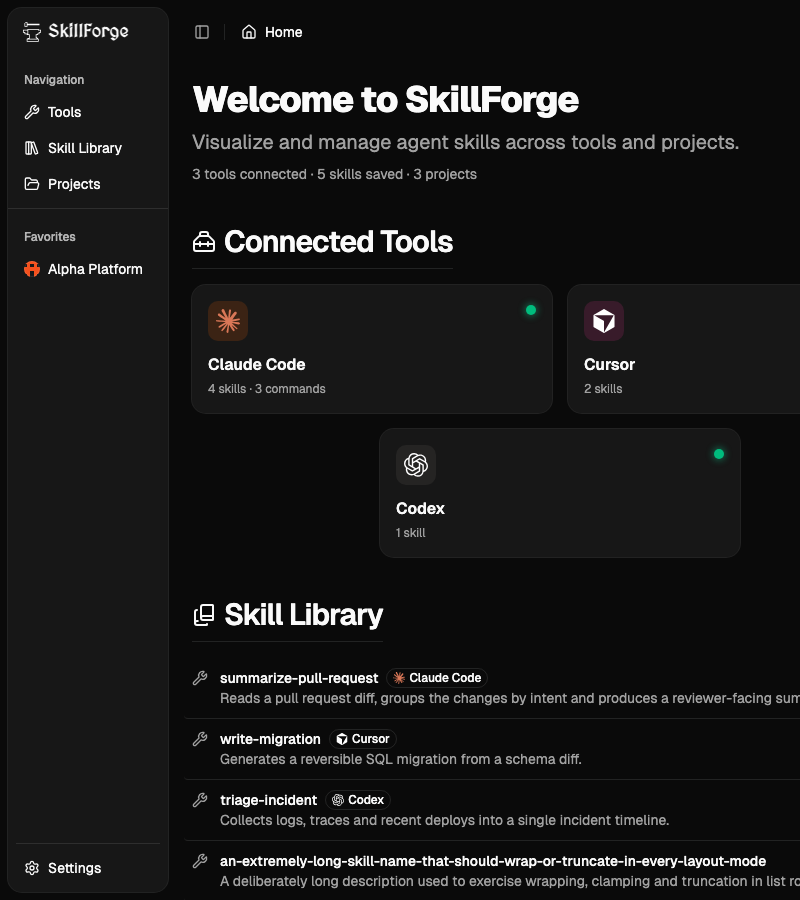 SkillForge
Navigation
Tools
Skill Library
Projects
Favorites
Alpha Platform
Settings
Home
Welcome to SkillForge
Visualize and manage agent skills across tools and projects.
3 tools connected · 5 skills saved · 3 projects
Connected Tools
Claude Code
4 skills · 3 commands
Cursor
2 skills
Codex
1 skill
Skill Library
summarize-pull-request Claude Code
Reads a pull request diff, groups the changes by intent and produces a reviewer-facing
write-migration Cursor
Generates a reversible SQL migration from a schema diff.
triage-incident Codex
Collects logs, traces and recent deploys into a single incident timeline.
an-extremely-long-skill-name-that-should-wrap-or-truncate-in-every-layout-mode
A deliberately long description used to exercise wrapping, clamping and truncation in list